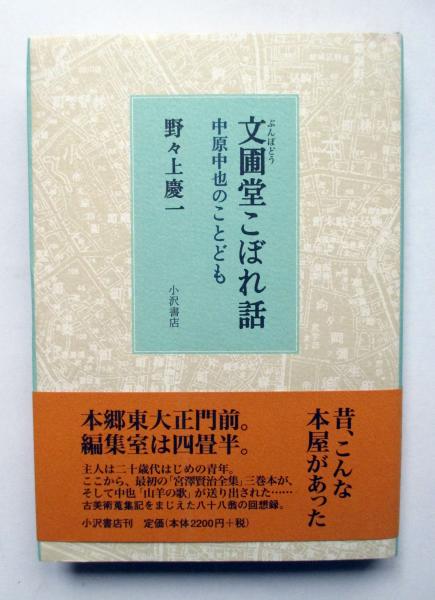 文圃堂こぼれ話
ぶんぽどう
中原中也のことども
野々上慶一
小沢書店
昔、こんな
本屋があった
本郷東大正門前。
編集室は四畳半。
主人は二十歳代はじめの青年。
ここから、最初の「宮澤賢治全集」三巻本が、
そして中也「山羊の歌」が送り出された……
古美術蒐集記をまじえた八十八翁の回想録。
小沢書店刊 定価(本体2200円+税)